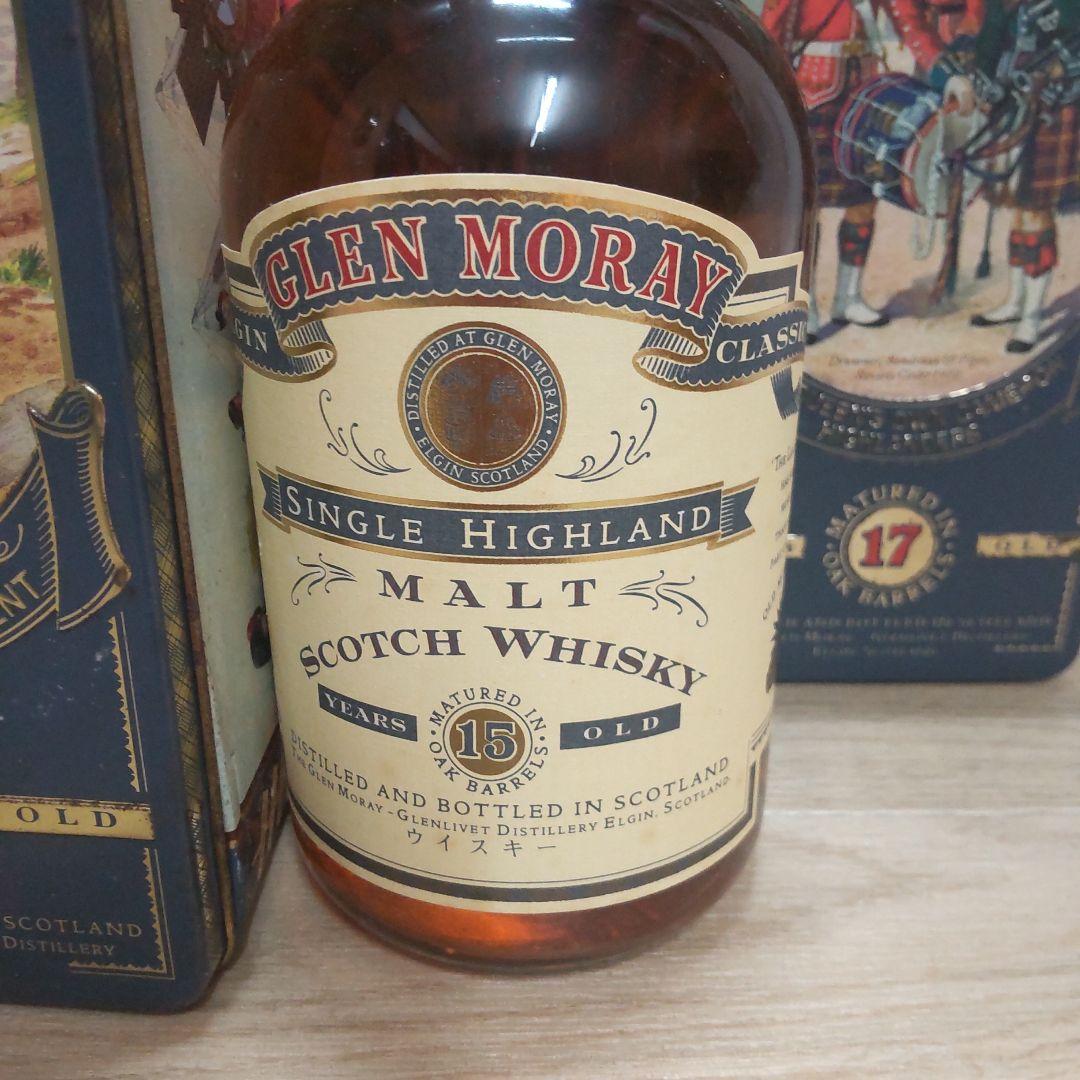 GLEN MORAY
GIN
CLASSIC
DISTILLED AT GLEN MORAY
ELGIN SCOTLAND
SINGLE HIGHLAND
MALT
SCOTCH WHISKY
YEARS
15
OLD
MATURED IN
OAK BARRELS
DISTILLED AND BOTTLED IN SCOTLAND
THE GLEN MORAY - GLENLIVET DISTILLERY ELGIN, SCOTLAND.
ウイスキー
OLD
SCOTLAND
DISTILLERY
HIGHLANDERS
MATURED IN
17
OAK BARRELS
OLD